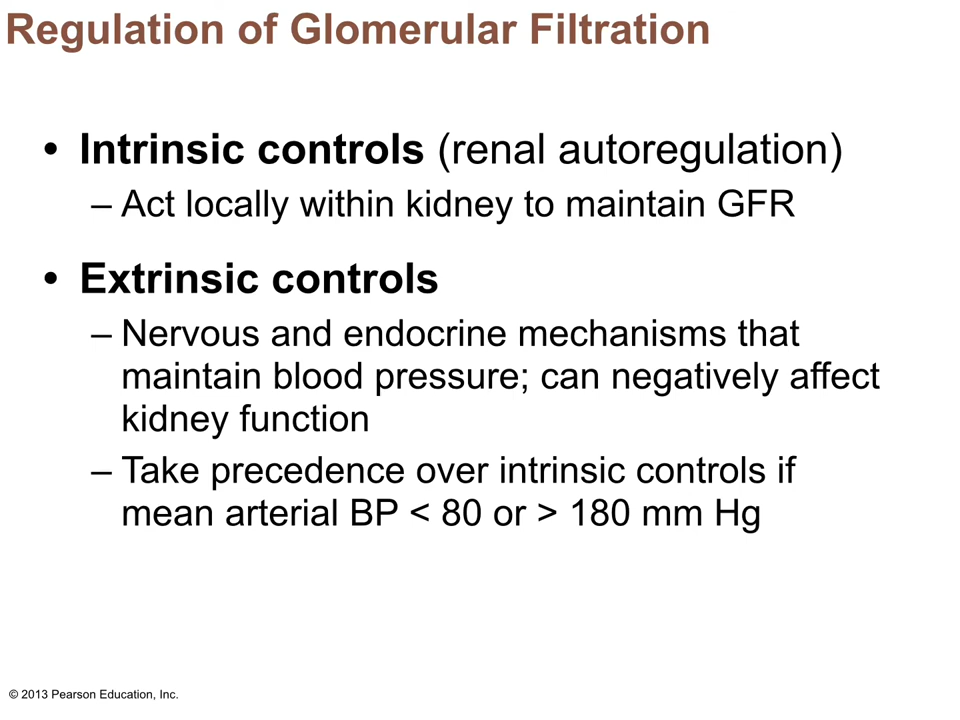 Regulation of Glomerular Filtration
• Intrinsic controls (renal autoregulation)
– Act locally within kidney to maintain GFR
• Extrinsic controls
– Nervous and endocrine mechanisms that
maintain blood pressure; can negatively affect
kidney function
– Take precedence over intrinsic controls if
mean arterial BP < 80 or > 180 mm Hg
© 2013 Pearson Education, Inc.